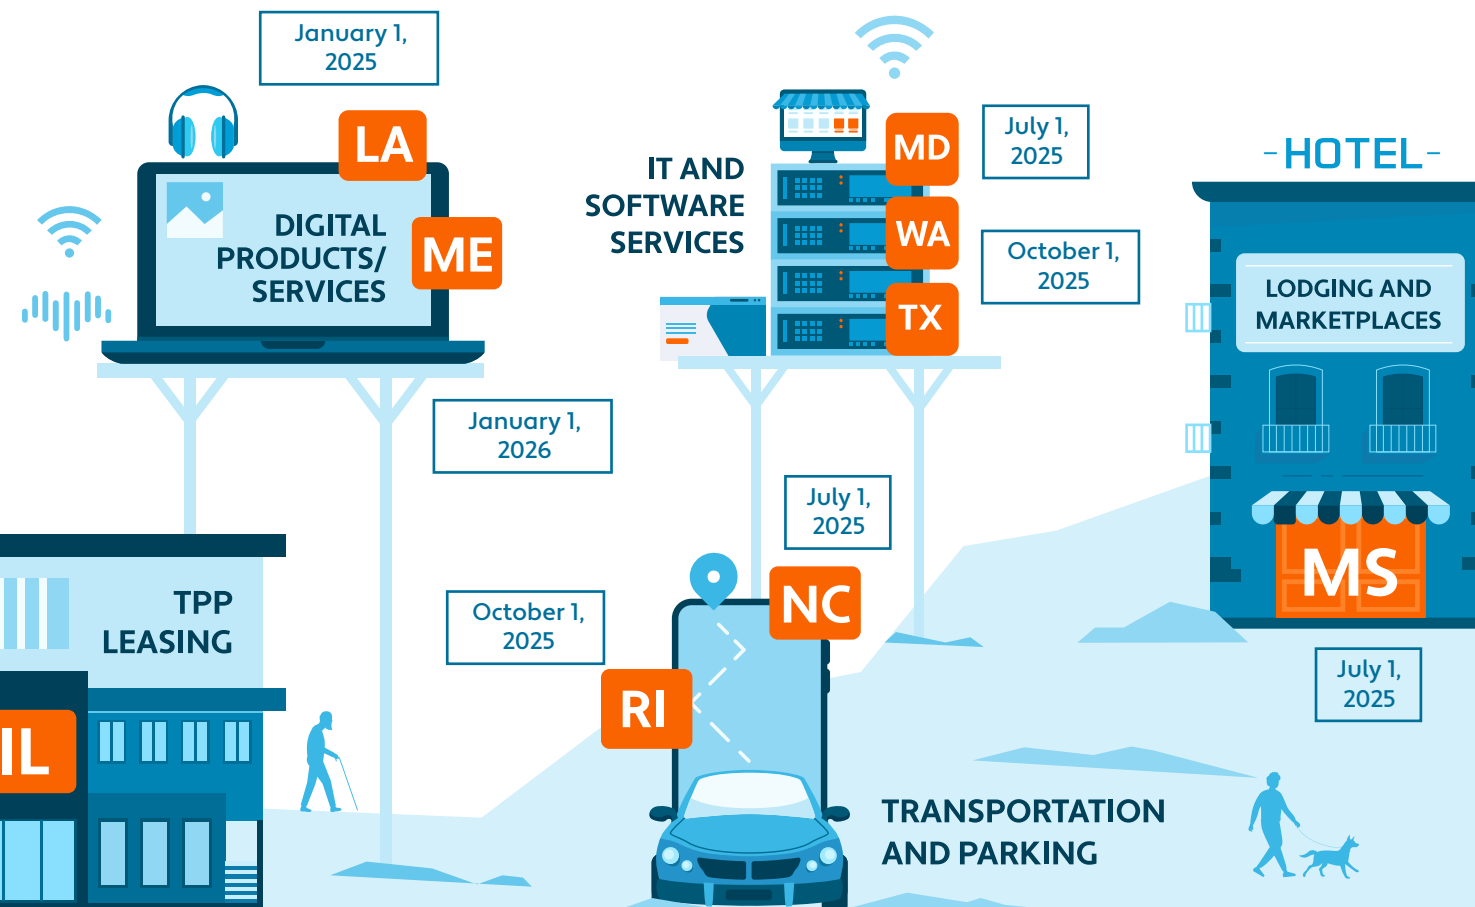 January 1,
2025
LA
DIGITAL
PRODUCTS/
SERVICES
ME
January 1,
2026
IT AND
SOFTWARE
SERVICES
MD
WA
TX
July 1,
2025
October 1,
2025
-HOTEL-
LODGING AND
MARKETPLACES
MS
July 1,
2025
TPP
LEASING
IL
October 1,
2025
RI
July 1,
2025
NC
TRANSPORTATION
AND PARKING